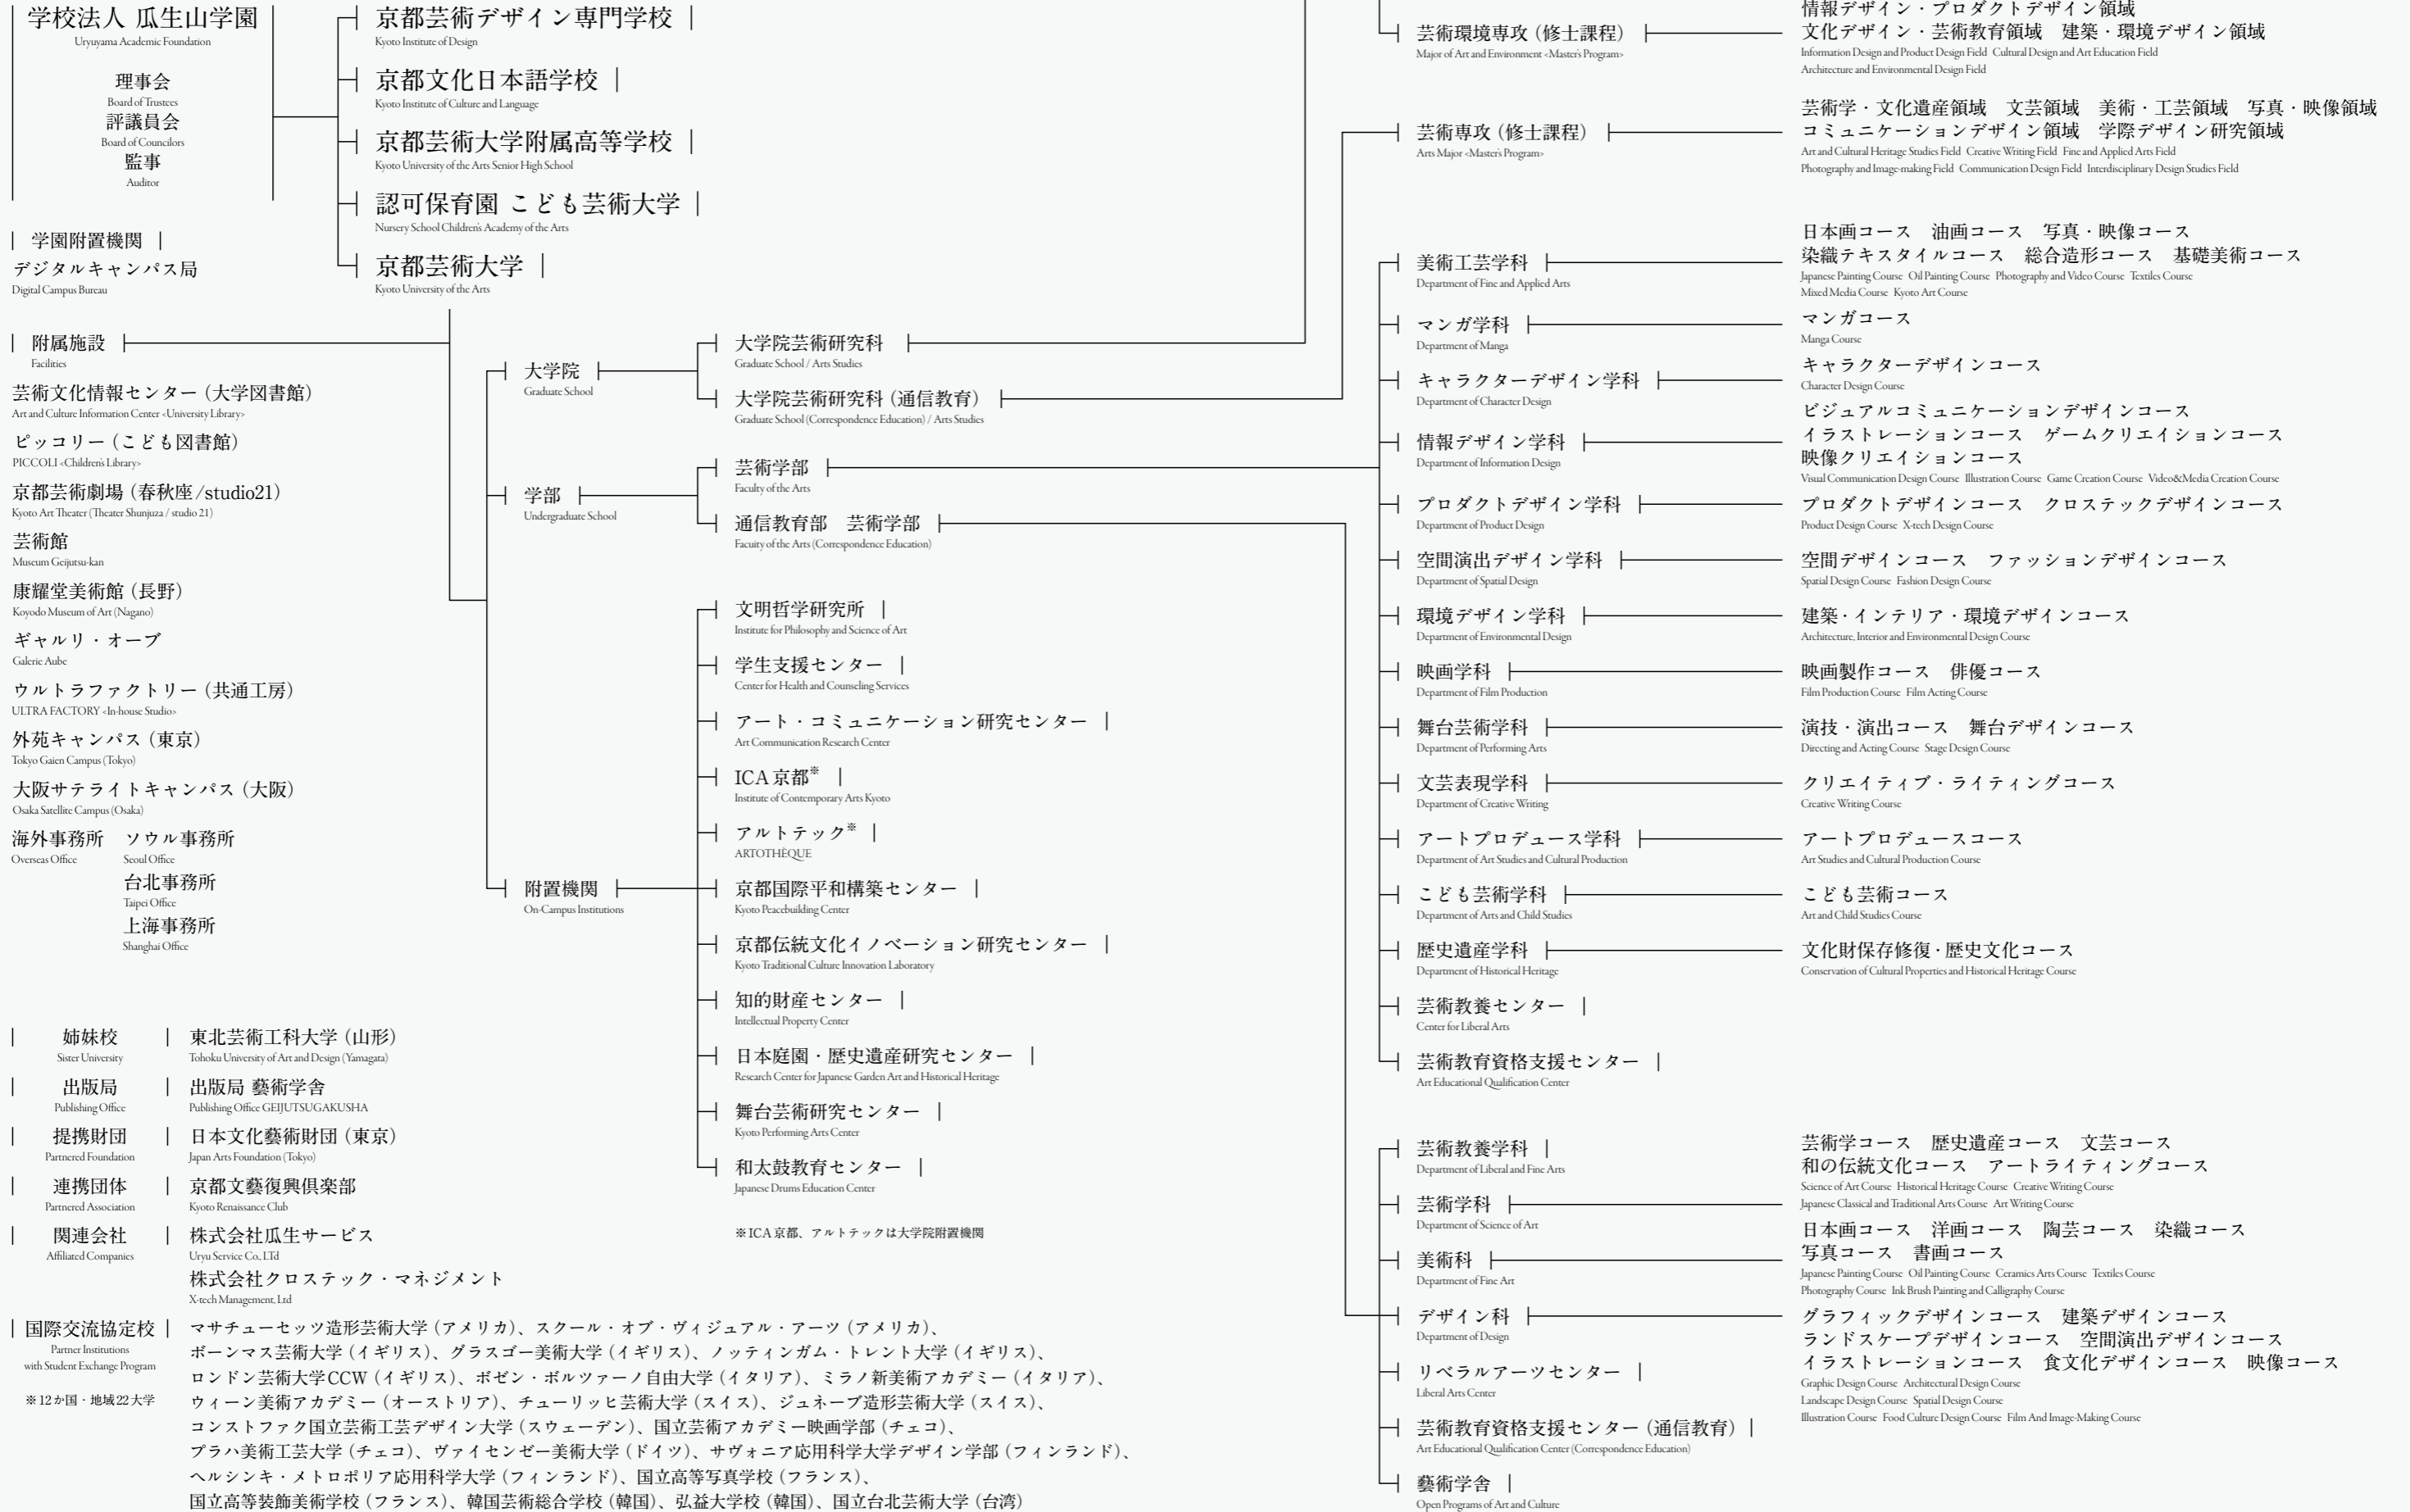 学校法人 瓜生山学園
Uryuyama Academic Foundation
理事会
Board of Trustees
評議員会
Board of Councilors
監事
Auditor
学園附置機関
デジタルキャンパス局
Digital Campus Bureau
京都芸術デザイン専門学校
Kyoto Institute of Design
京都文化日本語学校
Kyoto Institute of Culture and Language
京都芸術大学附属高等学校
Kyoto University of the Arts Senior High School
認可保育園 こども芸術大学
Nursery School Children's Academy of the Arts
京都芸術大学
Kyoto University of the Arts
附属施設
Facilities
芸術文化情報センター（大学図書館）
Art and Culture Information Center <University Library>
ピッコリー（こども図書館）
PICCOLI <Children's Library>
京都芸術劇場（春秋座/studio21）
Kyoto Art Theater (Theater Shunjuza / studio 21)
芸術館
Museum Geijutsu-kan
康耀堂美術館（長野）
Koyodo Museum of Art (Nagano)
ギャルリ・オーブ
Galerie Aube
ウルトラファクトリー（共通工房）
ULTRA FACTORY <In-house Studio>
外苑キャンパス（東京）
Tokyo Gaien Campus (Tokyo)
大阪サテライトキャンパス（大阪）
Osaka Satellite Campus (Osaka)
海外事務所　ソウル事務所
Overseas Office　Seoul Office
台北事務所
Taipei Office
上海事務所
Shanghai Office
姉妹校　東北芸術工科大学（山形）
Sister University　Tohoku University of Art and Design (Yamagata)
出版局　出版局 藝術学舎
Publishing Office　Publishing Office GEIJUTSUGAKUSHA
提携財団　日本文化藝術財団（東京）
Partnered Foundation　Japan Arts Foundation (Tokyo)
連携団体　京都文藝復興倶楽部
Partnered Association　Kyoto Renaissance Club
関連会社　株式会社瓜生サービス
Affiliated Companies　Uryu Service Co., LTd
株式会社クロステック・マネジメント
X-tech Management, Ltd
国際交流協定校
Partner Institutions
with Student Exchange Program
※12か国・地域22大学
マサチューセッツ造形芸術大学（アメリカ）、スクール・オブ・ヴィジュアル・アーツ（アメリカ）、
ボーンマス芸術大学（イギリス）、グラスゴー美術大学（イギリス）、ノッティンガム・トレント大学（イギリス）、
ロンドン芸術大学CCW（イギリス）、ボゼン・ボルツァーノ自由大学（イタリア）、ミラノ新美術アカデミー（イタリア）、
ウィーン美術アカデミー（オーストリア）、チューリッヒ芸術大学（スイス）、ジュネーブ造形芸術大学（スイス）、
コンストファク国立芸術工芸デザイン大学（スウェーデン）、国立芸術アカデミー映画学部（チェコ）、
プラハ美術工芸大学（チェコ）、ヴァイセンゼー美術大学（ドイツ）、サヴォニア応用科学大学デザイン学部（フィンランド）、
ヘルシンキ・メトロポリア応用科学大学（フィンランド）、国立高等写真学校（フランス）、
国立高等装飾美術学校（フランス）、韓国芸術総合学校（韓国）、弘益大学校（韓国）、国立台北芸術大学（台湾）
大学院
Graduate School
大学院芸術研究科
Graduate School / Arts Studies
大学院芸術研究科（通信教育）
Graduate School (Correspondence Education) / Arts Studies
学部
Undergraduate School
芸術学部
Faculty of the Arts
通信教育部　芸術学部
Facuity of the Arts (Correspondence Education)
附置機関
On-Campus Institutions
文明哲学研究所
Institute for Philosophy and Science of Art
学生支援センター
Center for Health and Counseling Services
アート・コミュニケーション研究センター
Art Communication Research Center
ICA京都※
Institute of Contemporary Arts Kyoto
アルトテック※
ARTOTHÈQUE
京都国際平和構築センター
Kyoto Peacebuilding Center
京都伝統文化イノベーション研究センター
Kyoto Traditional Culture Innovation Laboratory
知的財産センター
Intellectual Property Center
日本庭園・歴史遺産研究センター
Research Center for Japanese Garden Art and Historical Heritage
舞台芸術研究センター
Kyoto Performing Arts Center
和太鼓教育センター
Japanese Drums Education Center
※ICA京都、アルトテックは大学院附置機関
芸術環境専攻（修士課程）
Major of Art and Environment <Master's Program>
情報デザイン・プロダクトデザイン領域
文化デザイン・芸術教育領域　建築・環境デザイン領域
Information Design and Product Design Field　Cultural Design and Art Education Field
Architecture and Environmental Design Field
芸術専攻（修士課程）
Arts Major <Master's Program>
芸術学・文化遺産領域　文芸領域　美術・工芸領域　写真・映像領域
コミュニケーションデザイン領域　学際デザイン研究領域
Art and Cultural Heritage Studies Field　Creative Writing Field　Fine and Applied Arts Field
Photography and Image-making Field　Communication Design Field　Interdisciplinary Design Studies Field
美術工芸学科
Department of Fine and Applied Arts
日本画コース　油画コース　写真・映像コース
染織テキスタイルコース　総合造形コース　基礎美術コース
Japanese Painting Course　Oil Painting Course　Photography and Video Course　Textiles Course
Mixed Media Course　Kyoto Art Course
マンガ学科
Department of Manga
マンガコース
Manga Course
キャラクターデザイン学科
Department of Character Design
キャラクターデザインコース
Character Design Course
情報デザイン学科
Department of Information Design
ビジュアルコミュニケーションデザインコース
イラストレーションコース　ゲームクリエイションコース
映像クリエイションコース
Visual Communication Design Course　Illustration Course　Game Creation Course　Video&Media Creation Course
プロダクトデザイン学科
Department of Product Design
プロダクトデザインコース　クロステックデザインコース
Product Design Course　X-tech Design Course
空間演出デザイン学科
Department of Spatial Design
空間デザインコース　ファッションデザインコース
Spatial Design Course　Fashion Design Course
環境デザイン学科
Department of Environmental Design
建築・インテリア・環境デザインコース
Architecture, Interior and Environmental Design Course
映画学科
Department of Film Production
映画製作コース　俳優コース
Film Production Course　Film Acting Course
舞台芸術学科
Department of Performing Arts
演技・演出コース　舞台デザインコース
Directing and Acting Course　Stage Design Course
文芸表現学科
Department of Creative Writing
クリエイティブ・ライティングコース
Creative Writing Course
アートプロデュース学科
Department of Art Studies and Cultural Production
アートプロデュースコース
Art Studies and Cultural Production Course
こども芸術学科
Department of Arts and Child Studies
こども芸術コース
Art and Child Studies Course
歴史遺産学科
Department of Historical Heritage
文化財保存修復・歴史文化コース
Conservation of Cultural Properties and Historical Heritage Course
芸術教養センター
Center for Liberal Arts
芸術教育資格支援センター
Art Educational Qualification Center
芸術教養学科
Department of Liberal and Fine Arts
芸術学科
Department of Science of Art
芸術学コース　歴史遺産コース　文芸コース
和の伝統文化コース　アートライティングコース
Science of Art Course　Historical Heritage Course　Creative Writing Course
Japanese Classical and Traditional Arts Course　Art Writing Course
美術科
Department of Fine Art
日本画コース　洋画コース　陶芸コース　染織コース
写真コース　書画コース
Japanese Painting Course　Oil Painting Course　Ceramics Arts Course　Textiles Course
Photography Course　Ink Brush Painting and Calligraphy Course
デザイン科
Department of Design
グラフィックデザインコース　建築デザインコース
ランドスケープデザインコース　空間演出デザインコース
イラストレーションコース　食文化デザインコース　映像コース
Graphic Design Course　Architectural Design Course
Landscape Design Course　Spatial Design Course
Illustration Course　Food Culture Design Course　Film And Image-Making Course
リベラルアーツセンター
Liberal Arts Center
芸術教育資格支援センター（通信教育）
Art Educational Qualification Center (Correspondence Education)
藝術学舎
Open Programs of Art and Culture